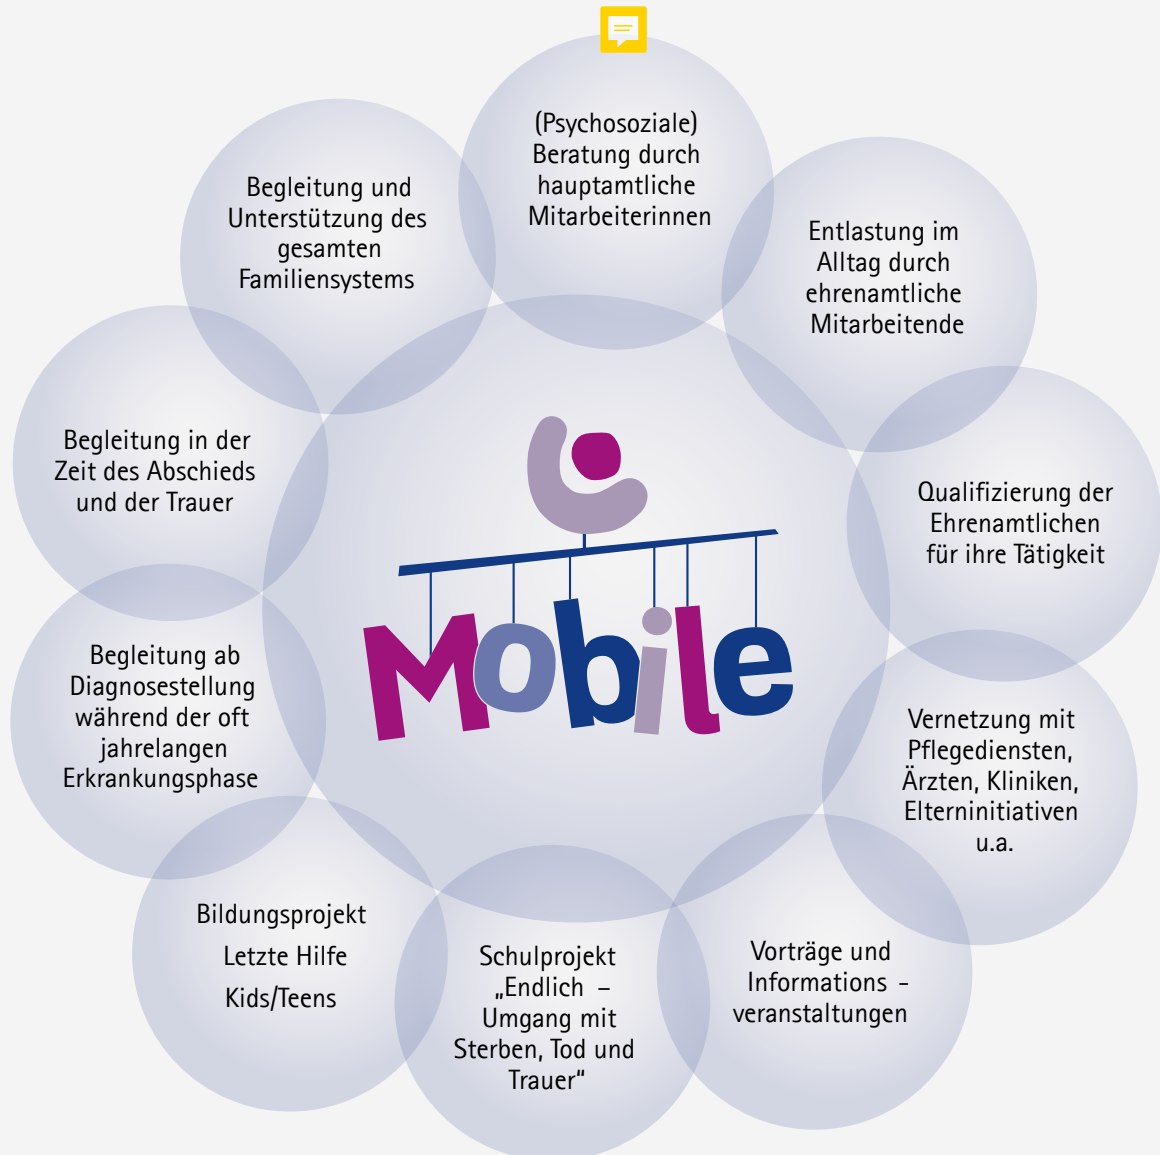 (Psychosoziale)
Beratung durch
hauptamtliche
Mitarbeiterinnen
Entlastung im
Alltag durch
ehrenamtliche
Mitarbeitende
Qualifizierung der
Ehrenamtlichen
für ihre Tätigkeit
Vernetzung mit
Pflegediensten,
Ärzten, Kliniken,
Elterninitiativen
u.a.
Vorträge und
Informations -
veranstaltungen
Schulprojekt
„Endlich –
Umgang mit
Sterben, Tod und
Trauer“
Bildungsprojekt
Letzte Hilfe
Kids/Teens
Begleitung ab
Diagnosestellung
während der oft
jahrelangen
Erkrankungsphase
Begleitung in der
Zeit des Abschieds
und der Trauer
Begleitung und
Unterstützung des
gesamten
Familiensystems
Mobile